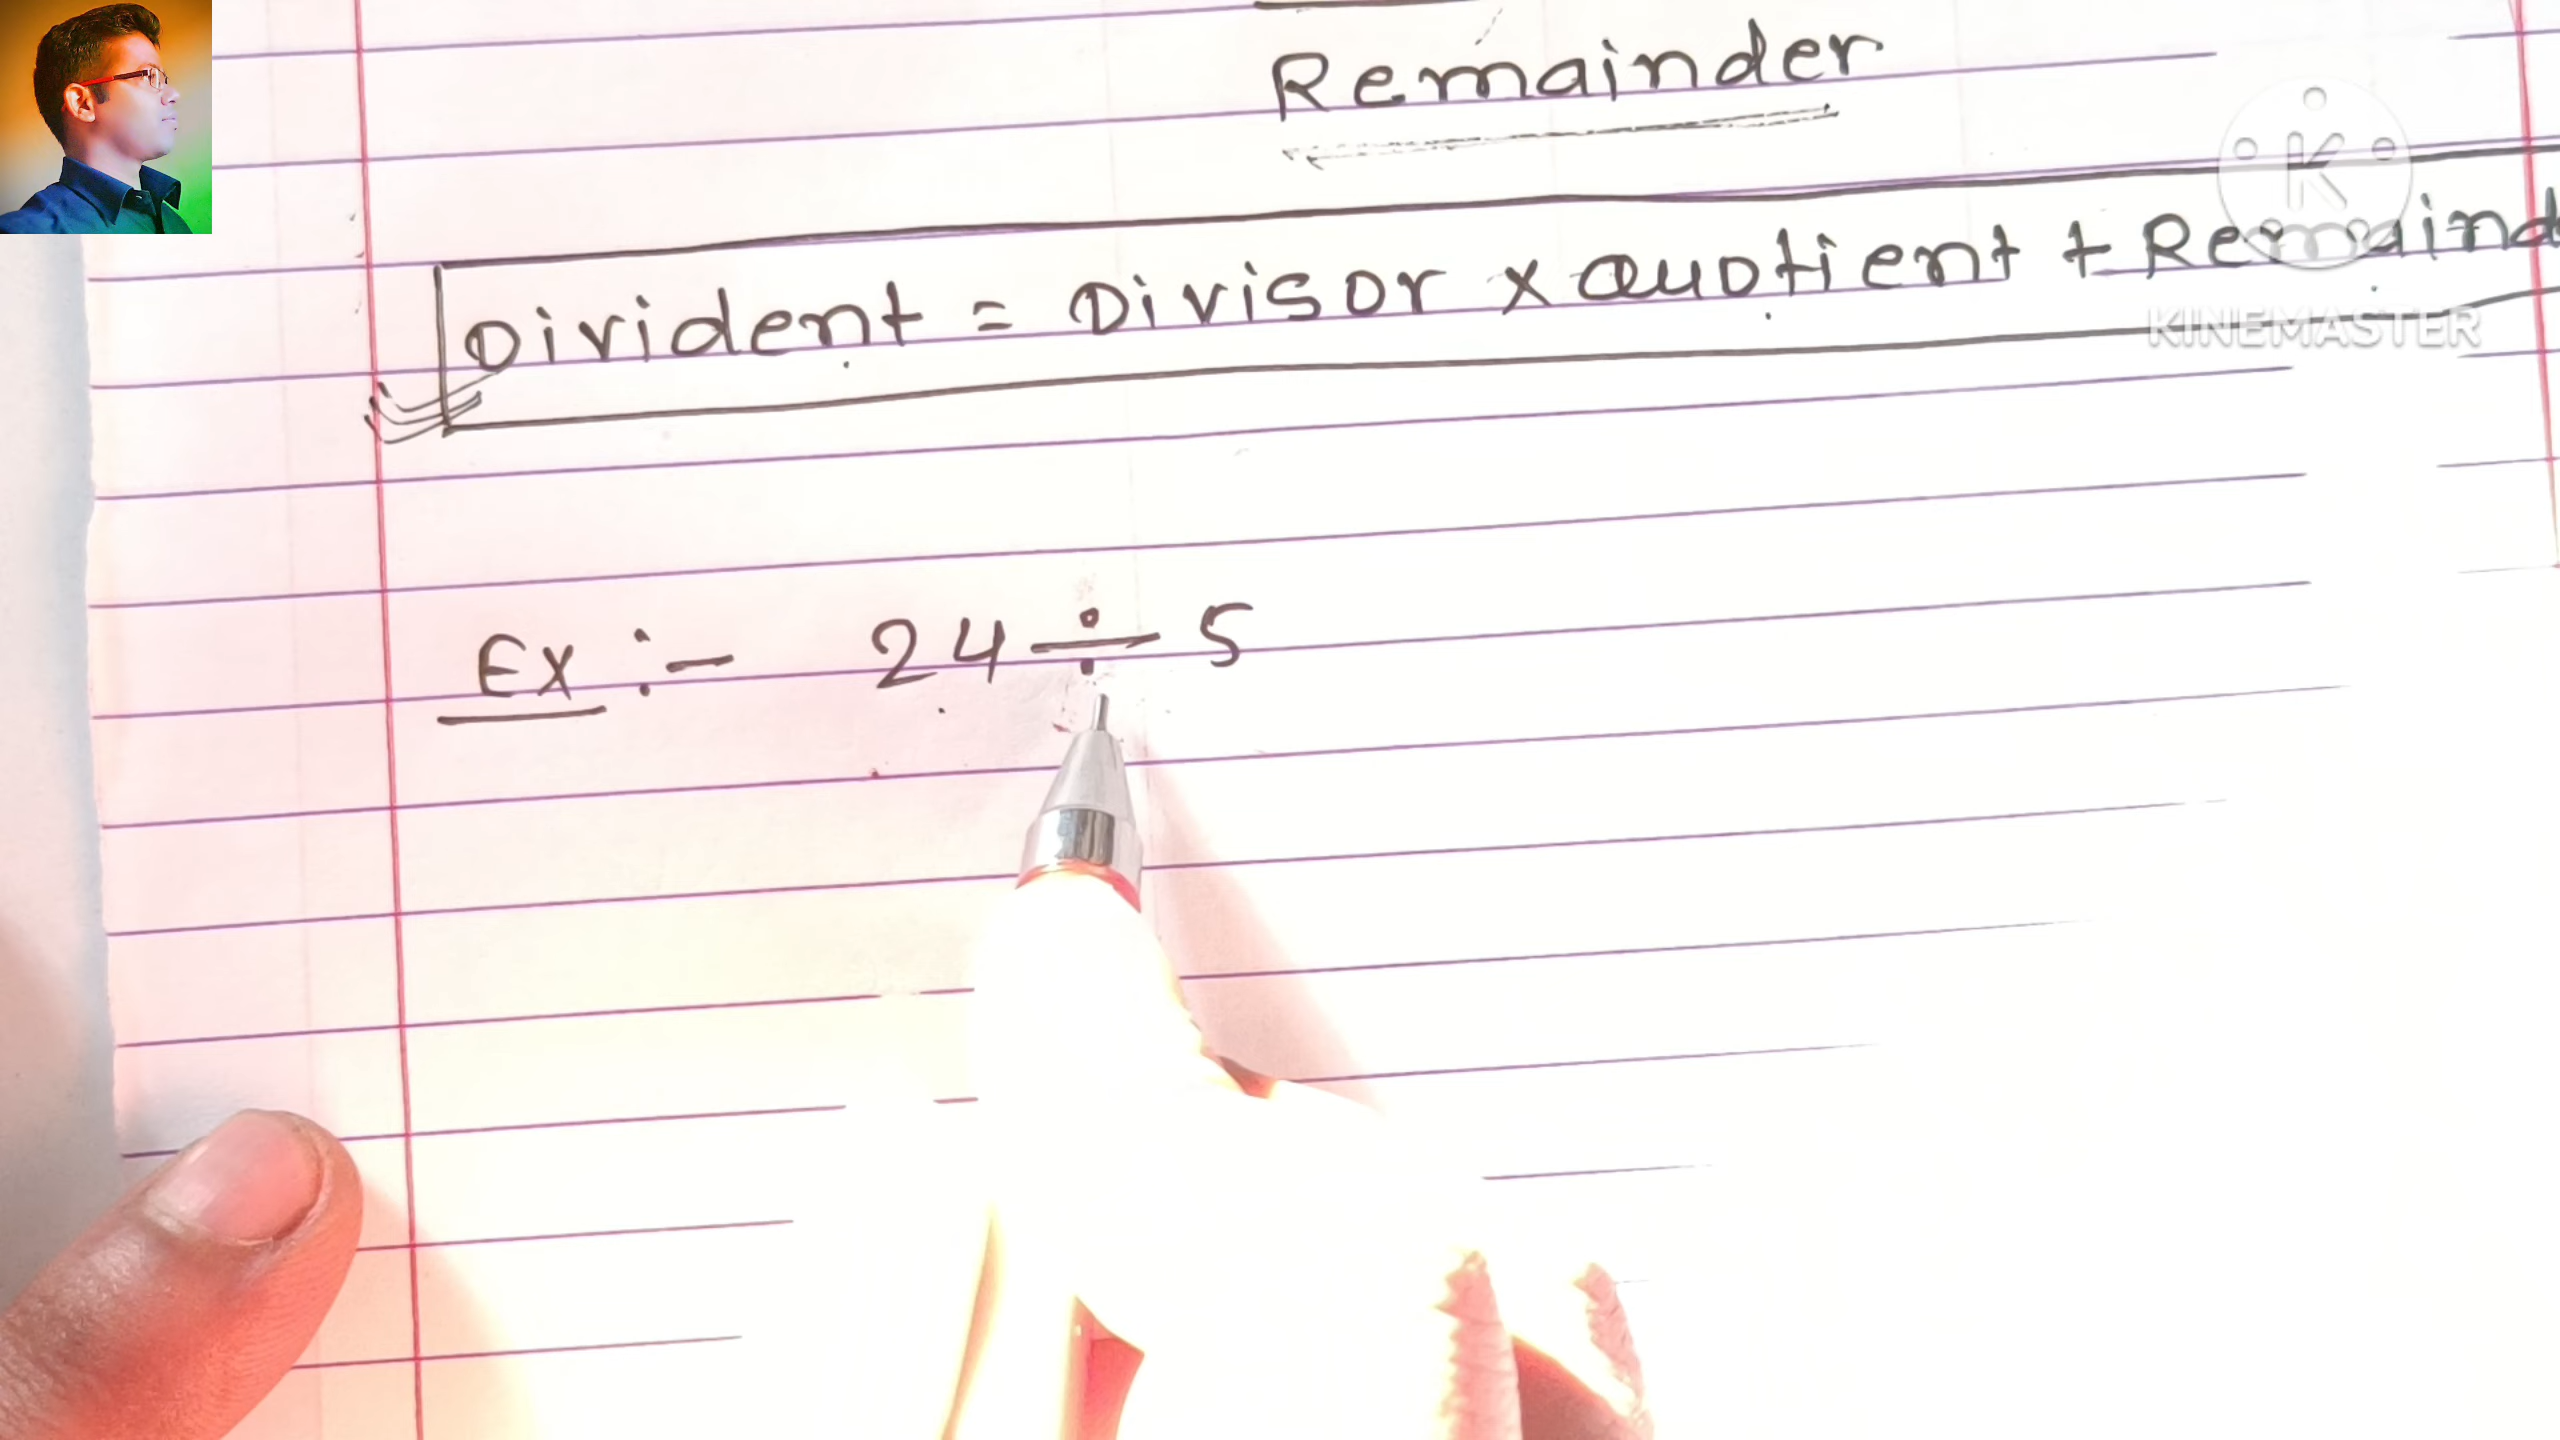 Remainder
Divident = Divisor x Quotient + Remaind
KINEMASTER
Ex :- 24 ÷ 5